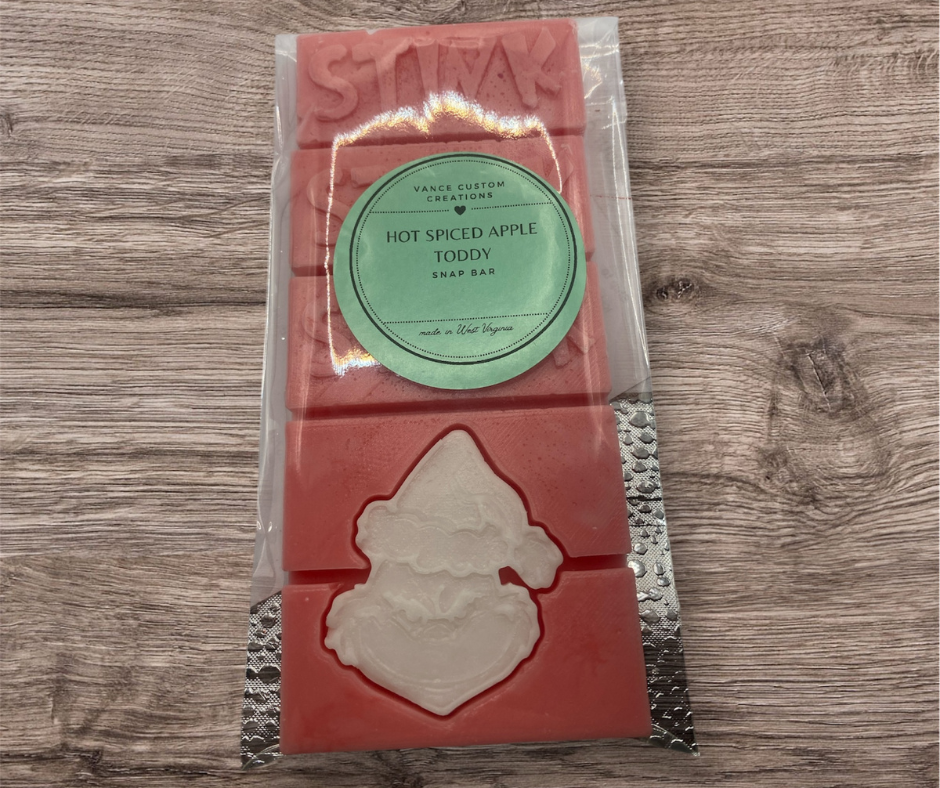 STINK
VANCE CUSTOM
CREATIONS
HOT SPICED APPLE
TODDY
SNAP BAR
made in West Virginia